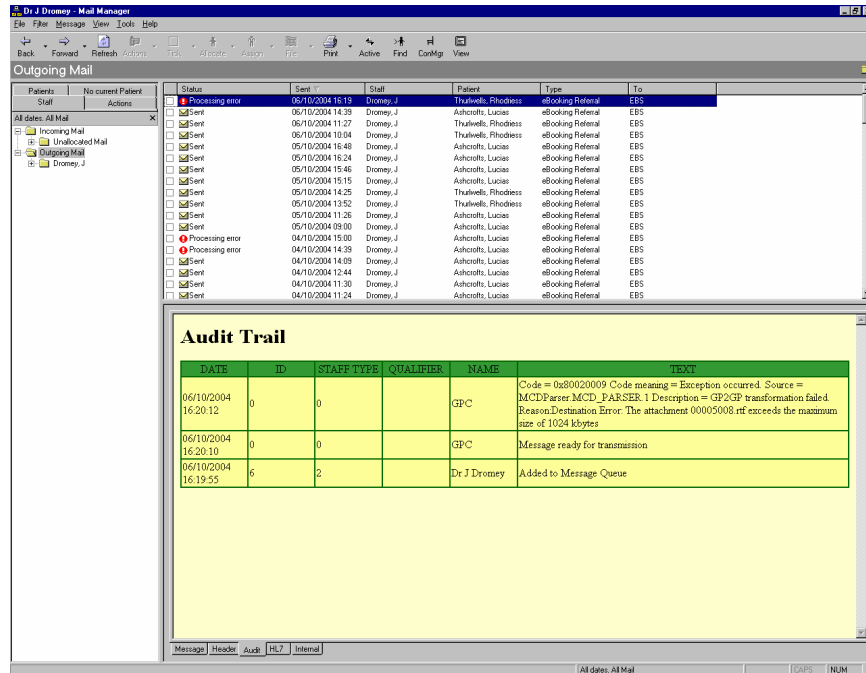 Dr J Dromey - Mail Manager
File Filter Message View Tools Help
Back Forward Refresh Actions Tick Allocate Assign File Print Active Find ConMgr View
Outgoing Mail
Patients No current Patient
Staff Actions
All dates. All Mail
Incoming Mail
Unallocated Mail
Outgoing Mail
Dromey, J
Status Sent Staff Patient Type To
Processing error 06/10/2004 16:19 Dromey, J Thurlwells, Rhodriess eBooking Referral EBS
Sent 06/10/2004 14:39 Dromey, J Ashcrofts, Lucias eBooking Referral EBS
Sent 06/10/2004 11:27 Dromey, J Thurlwells, Rhodriess eBooking Referral EBS
Sent 06/10/2004 10:04 Dromey, J Thurlwells, Rhodriess eBooking Referral EBS
Sent 05/10/2004 16:48 Dromey, J Ashcrofts, Lucias eBooking Referral EBS
Sent 05/10/2004 16:24 Dromey, J Ashcrofts, Lucias eBooking Referral EBS
Sent 05/10/2004 15:46 Dromey, J Ashcrofts, Lucias eBooking Referral EBS
Sent 05/10/2004 15:15 Dromey, J Ashcrofts, Lucias eBooking Referral EBS
Sent 05/10/2004 14:25 Dromey, J Thurlwells, Rhodriess eBooking Referral EBS
Sent 05/10/2004 13:52 Dromey, J Thurlwells, Rhodriess eBooking Referral EBS
Sent 05/10/2004 11:26 Dromey, J Ashcrofts, Lucias eBooking Referral EBS
Sent 05/10/2004 09:00 Dromey, J Ashcrofts, Lucias eBooking Referral EBS
Processing error 04/10/2004 15:00 Dromey, J Ashcrofts, Lucias eBooking Referral EBS
Processing error 04/10/2004 14:39 Dromey, J Ashcrofts, Lucias eBooking Referral EBS
Sent 04/10/2004 14:09 Dromey, J Ashcrofts, Lucias eBooking Referral EBS
Sent 04/10/2004 12:44 Dromey, J Ashcrofts, Lucias eBooking Referral EBS
Sent 04/10/2004 11:30 Dromey, J Ashcrofts, Lucias eBooking Referral EBS
Sent 04/10/2004 11:24 Dromey, J Ashcrofts, Lucias eBooking Referral EBS
Audit Trail
DATE ID STAFF TYPE QUALIFIER NAME TEXT
06/10/2004 16:20:12 0 0 GPC Code = 0x80020009 Code meaning = Exception occurred. Source =
MCDParser.MCD_PARSER.1 Description = GP2GP transformation failed.
Reason:Destination Error: The attachment 00005008.rtf exceeds the maximum
size of 1024 kbytes
06/10/2004 16:20:10 0 0 GPC Message ready for transmission
06/10/2004 16:19:55 6 2 Dr J Dromey Added to Message Queue
Message Header Audit HL7 Internal
All dates. All Mail CAPS NUM